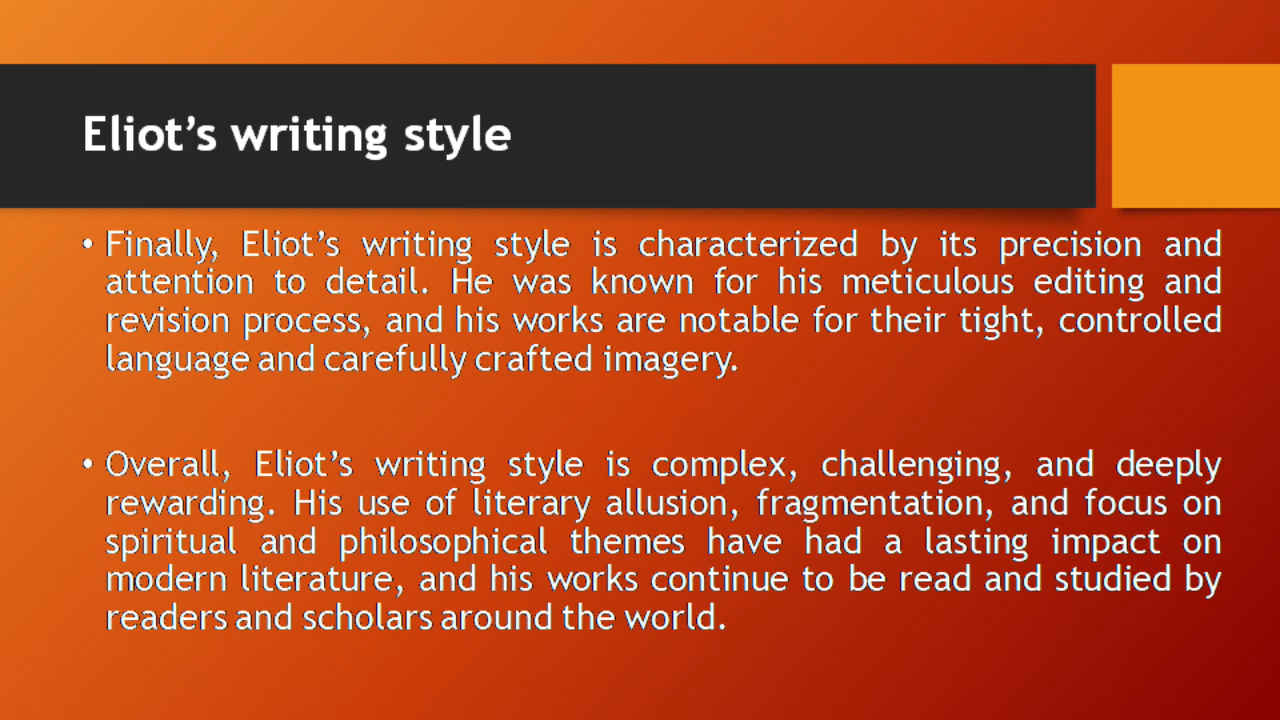 Eliot’s writing style
• Finally, Eliot’s writing style is characterized by its precision and
attention to detail. He was known for his meticulous editing and
revision process, and his works are notable for their tight, controlled
language and carefully crafted imagery.
• Overall, Eliot’s writing style is complex, challenging, and deeply
rewarding. His use of literary allusion, fragmentation, and focus on
spiritual and philosophical themes have had a lasting impact on
modern literature, and his works continue to be read and studied by
readers and scholars around the world.